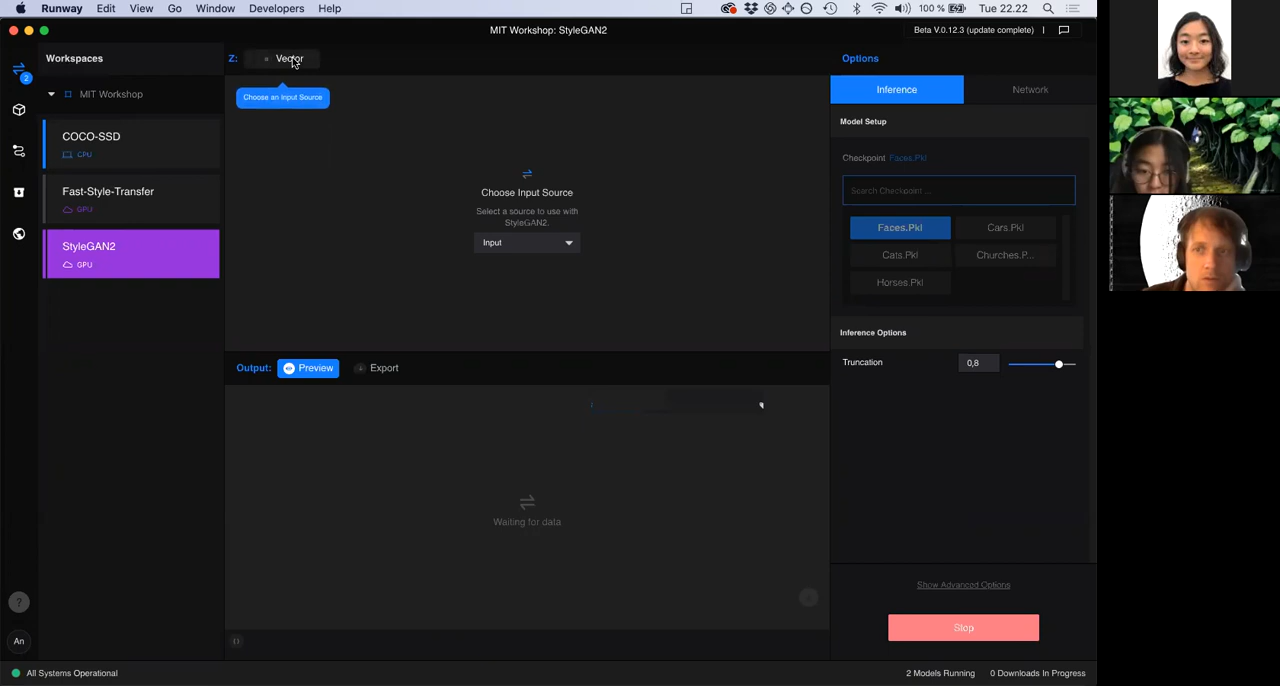 Runway File Edit View Go Window Developers Help
100 % Tue 22.22
MIT Workshop: StyleGAN2
Beta V.0.12.3 (update complete)
Workspaces
Z: Vector
Options
2
Inference Network
MIT Workshop
Choose an Input Source
Model Setup
COCO-SSD
CPU
Checkpoint Faces.Pkl
Search Checkpoint ...
Choose Input Source
Fast-Style-Transfer
GPU
Select a source to use with
StyleGAN2.
Input
Faces.Pkl Cars.Pkl
StyleGAN2
GPU
Cats.Pkl Churches.P...
Horses.Pkl
Inference Options
Output: Preview Export
Truncation 0,8
Waiting for data
Show Advanced Options
?
Stop
An
All Systems Operational
2 Models Running 0 Downloads In Progress